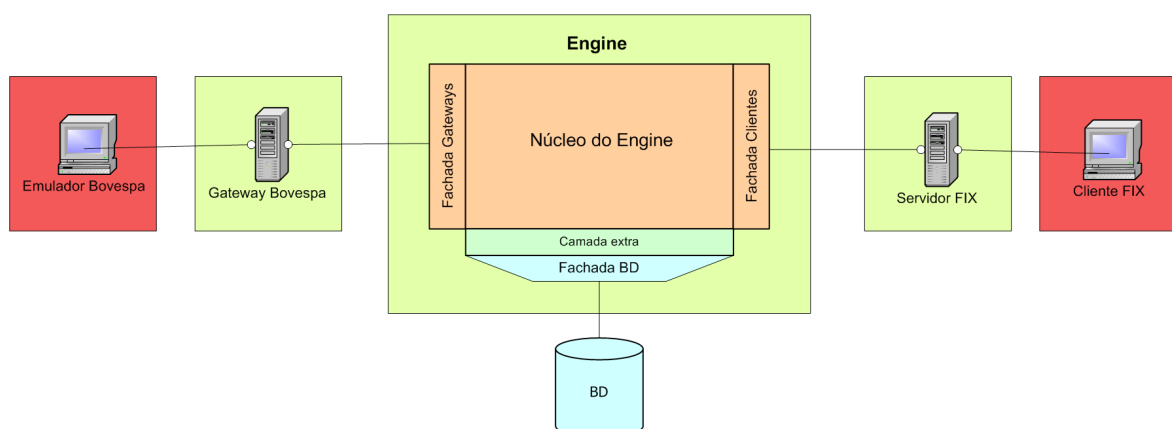 Engine
Emulador Bovespa
Gateway Bovespa
Fachada Gateways
Núcleo do Engine
Fachada Clientes
Servidor FIX
Cliente FIX
Camada extra
Fachada BD
BD